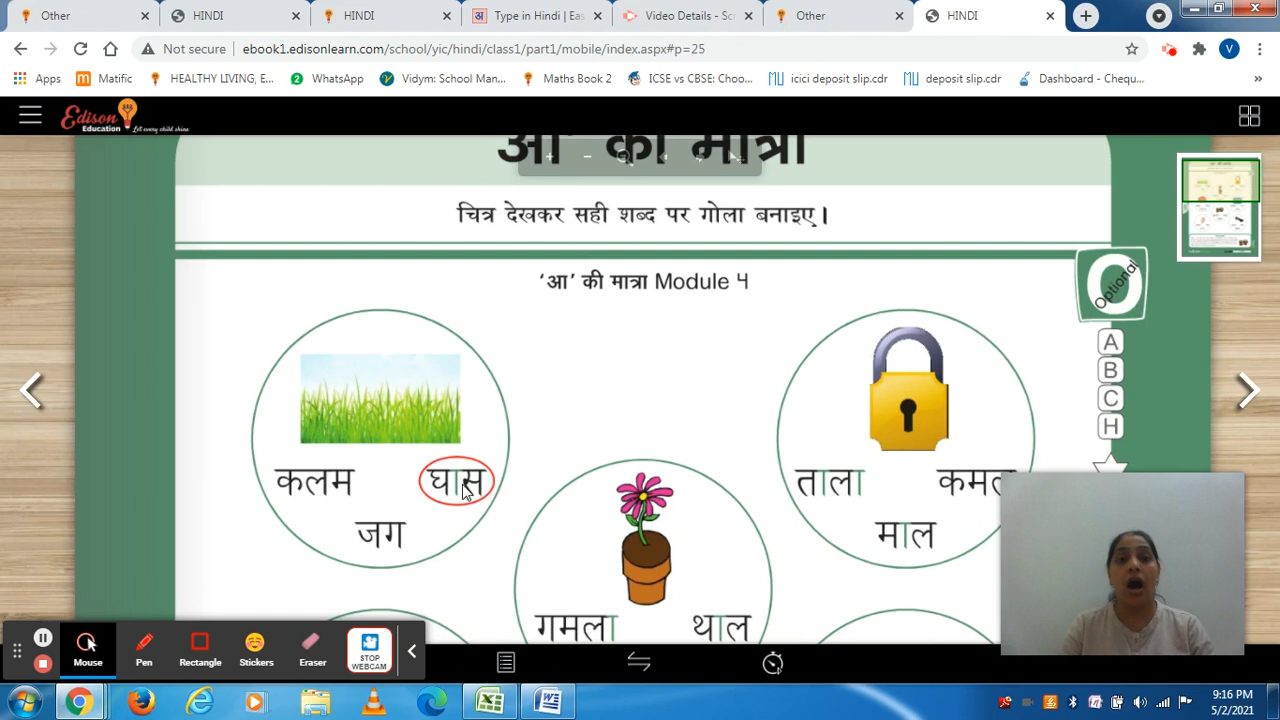 Other
HINDI
HINDI
Type in Hindi | Eas
Video Details - Scr
Other
HINDI
Not secure
ebook1.edisonlearn.com/school/yic/hindi/class1/part1/mobile/index.aspx#p=25
V
Apps
Matific
HEALTHY LIVING, E...
WhatsApp
Vidym: School Man...
Maths Book 2
ICSE vs CBSE: Choo...
icici deposit slip.cdr
deposit slip.cdr
Dashboard - Chequ...
Edison
Education
Let every child shine
'आ' की मात्रा
चित्र देखकर सही शब्द पर गोला बनाइए।
'आ' की मात्रा Module 4
Optional
A
B
C
H
कलम
घास
जग
ताला
कमल
माल
गमला
थाल
Mouse
Pen
Rectangle
Stickers
Eraser
STOP
WEBCAM
9:16 PM
5/2/2021